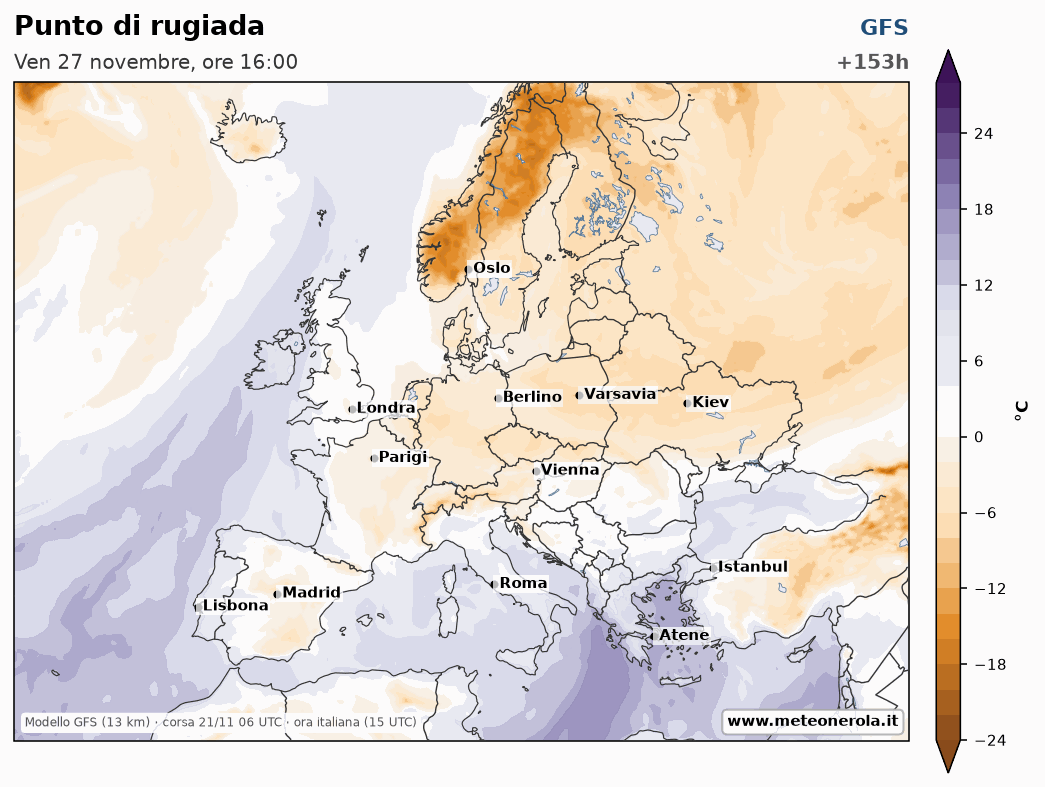 Punto di rugiada
GFS
Ven 27 novembre, ore 16:00
+153h
Oslo
Londra
Berlino
Varsavia
Kiev
Parigi
Vienna
Madrid
Lisbona
Roma
Istanbul
Atene
Modello GFS (13 km) · corsa 21/11 06 UTC · ora italiana (15 UTC)
www.meteonerola.it
24
18
12
6
0
−6
−12
−18
−24
°C